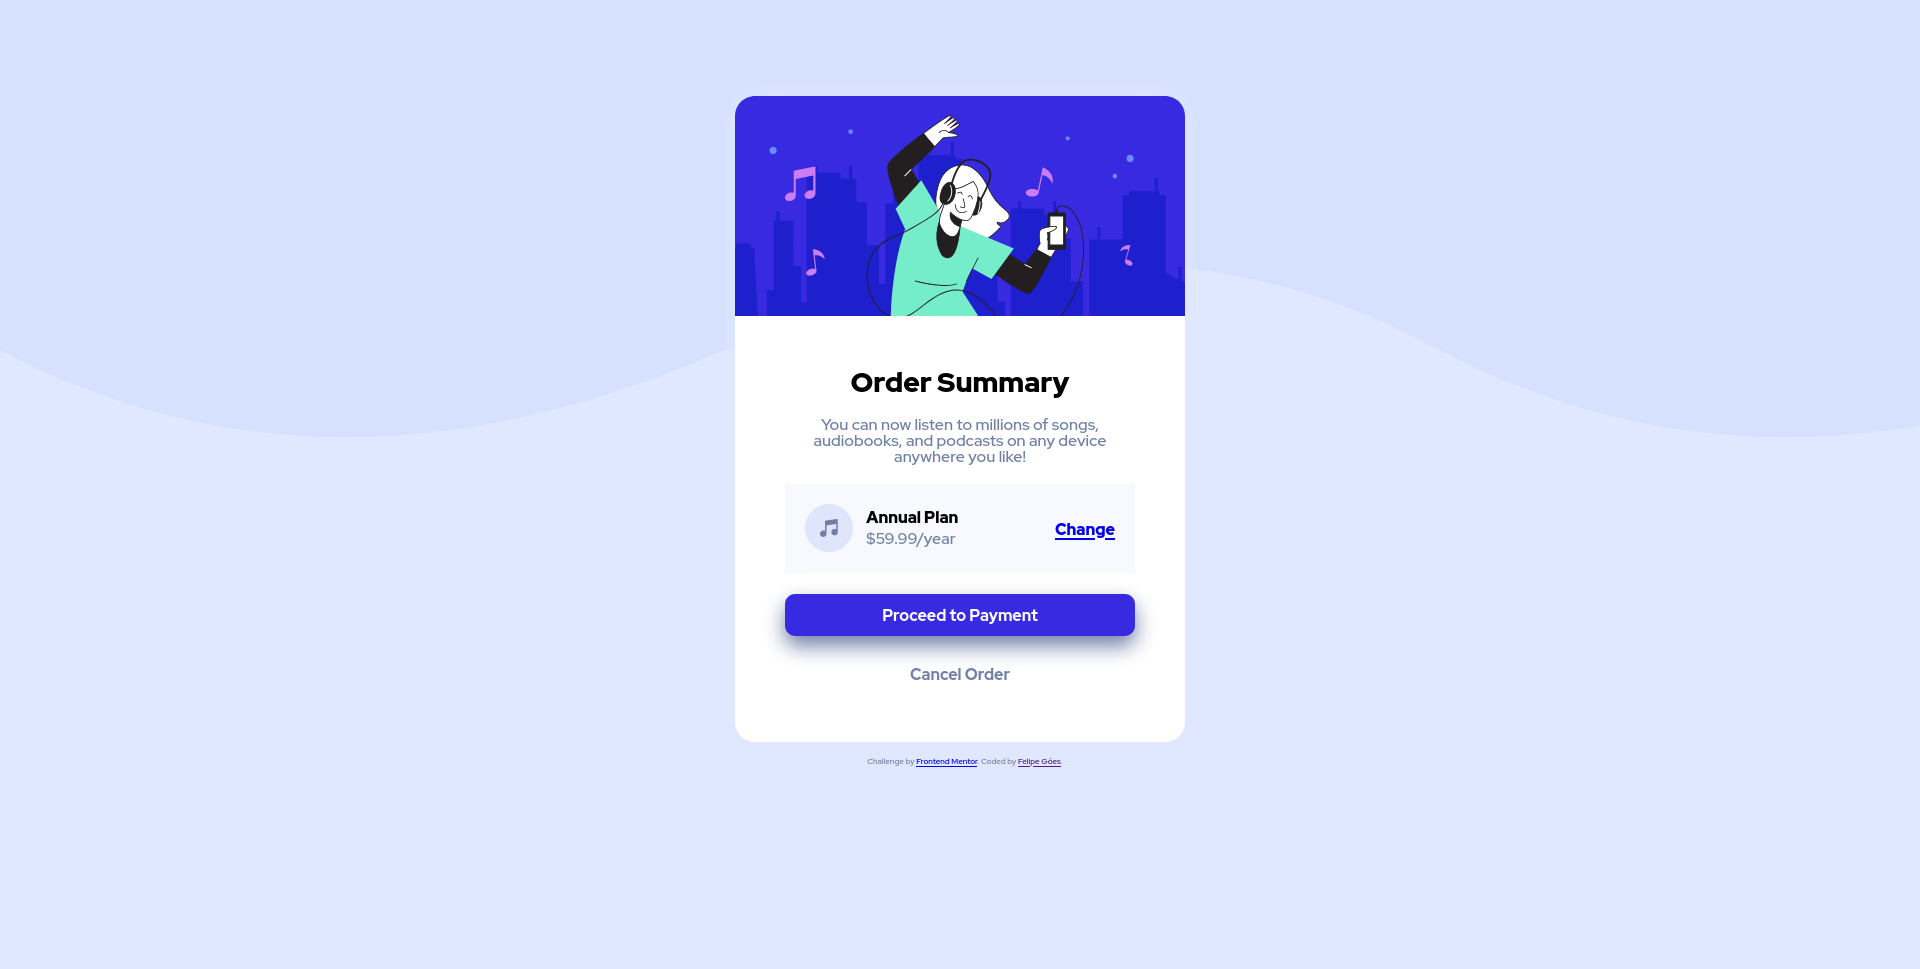 Order Summary
You can now listen to millions of songs,
audiobooks, and podcasts on any device
anywhere you like!
Annual Plan
$59.99/year
Change
Proceed to Payment
Cancel Order
Challenge by Frontend Mentor. Coded by Felipe Góes.